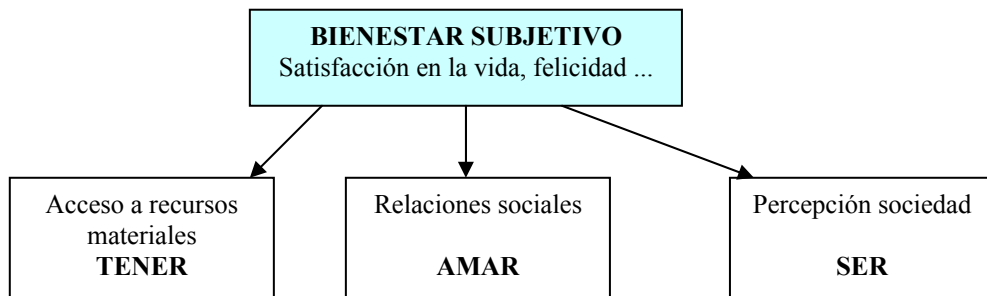 BIENESTAR SUBJETIVO
Satisfacción en la vida, felicidad ...
Acceso a recursos
materiales
TENER
Relaciones sociales
AMAR
Percepción sociedad
SER